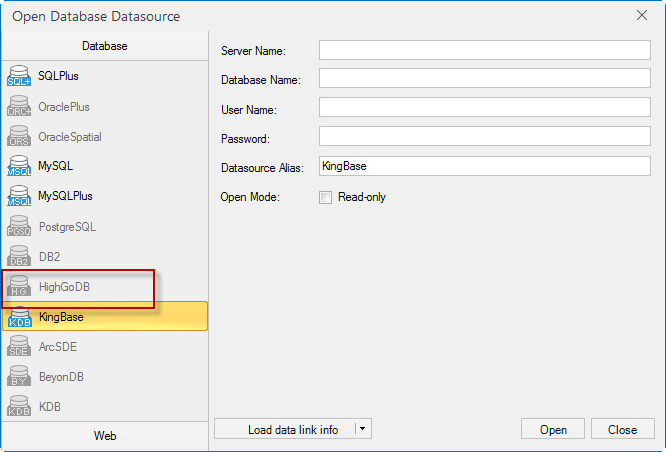 Open Database Datasource
Database
SQL+ SQLPlus
ORC+ OraclePlus
ORS OracleSpatial
MSQL MySQL
MSQL MySQLPlus
PGSQ PostgreSQL
DB2 DB2
HG HighGoDB
KDB KingBase
SDE ArcSDE
BY BeyonDB
KDB KDB
Web
Server Name:
Database Name:
User Name:
Password:
Datasource Alias: KingBase
Open Mode: Read-only
Load data link info
Open Close